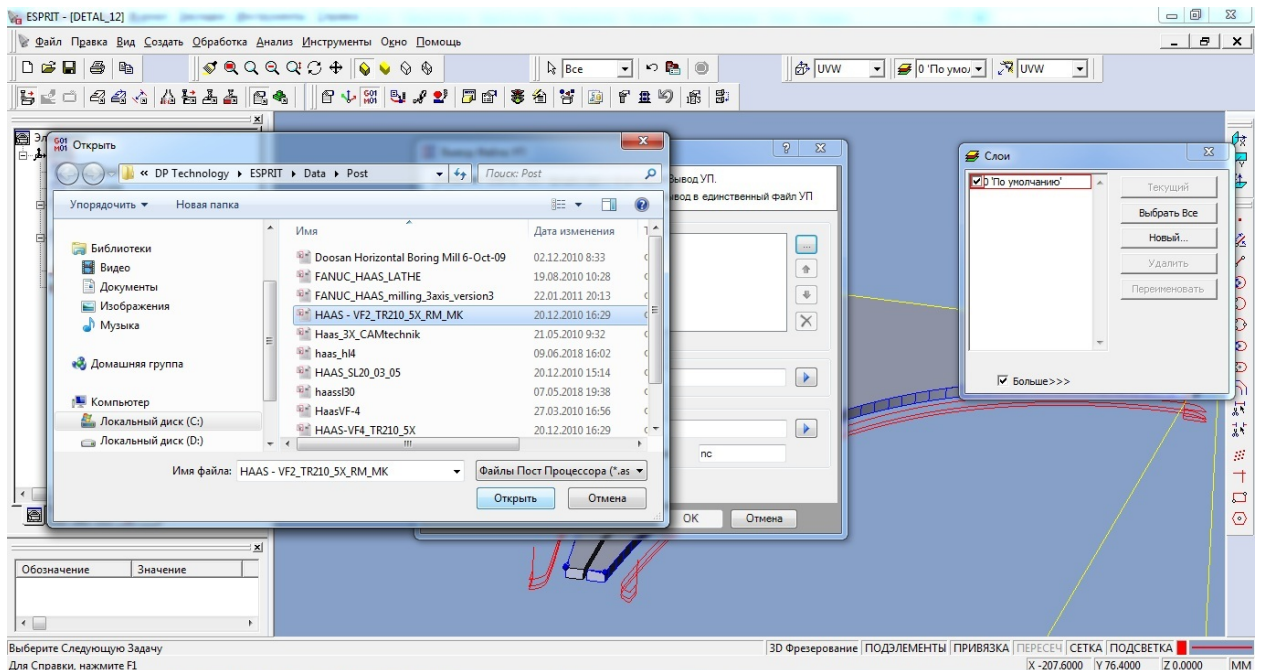 ESPRIT - [DETAL_12]
Файл Правка Вид Создать Обработка Анализ Инструменты Окно Помощь
Все
UVW
0 'По умол
UVW
G01 M01
Открыть
« DP Technology ▸ ESPRIT ▸ Data ▸ Post
Поиск: Post
Упорядочить
Новая папка
Библиотеки
Видео
Документы
Изображения
Музыка
Домашняя группа
Компьютер
Локальный диск (C:)
Локальный диск (D:)
Имя
Дата изменения
Doosan Horizontal Boring Mill 6-Oct-09 02.12.2010 8:33
FANUC_HAAS_LATHE 19.08.2010 10:28
FANUC_HAAS_milling_3axis_version3 22.01.2011 20:13
HAAS - VF2_TR210_5X_RM_MK 20.12.2010 16:29
Haas_3X_CAMtechnik 21.05.2010 9:32
haas_hl4 09.06.2018 16:02
HAAS_SL20_03_05 20.12.2010 15:14
haassl30 07.05.2018 19:38
HaasVF-4 27.03.2010 16:56
HAAS-VF4_TR210_5X 20.12.2010 16:29
Имя файла: HAAS - VF2_TR210_5X_RM_MK
Файлы Пост Процессора (*.as
Открыть
Отмена
Вывод УП.
вод в единственный файл УП
nc
OK
Отмена
Слои
0 'По умолчанию'
Текущий
Выбрать Все
Новый...
Удалить
Переименовать
Больше>>>
Обозначение
Значение
Выберите Следующую Задачу
3D Фрезерование ПОДЭЛЕМЕНТЫ ПРИВЯЗКА ПЕРЕСЕЧ СЕТКА ПОДСВЕТКА
Для Справки, нажмите F1
X -207.6000 Y 76.4000 Z 0.0000 MM